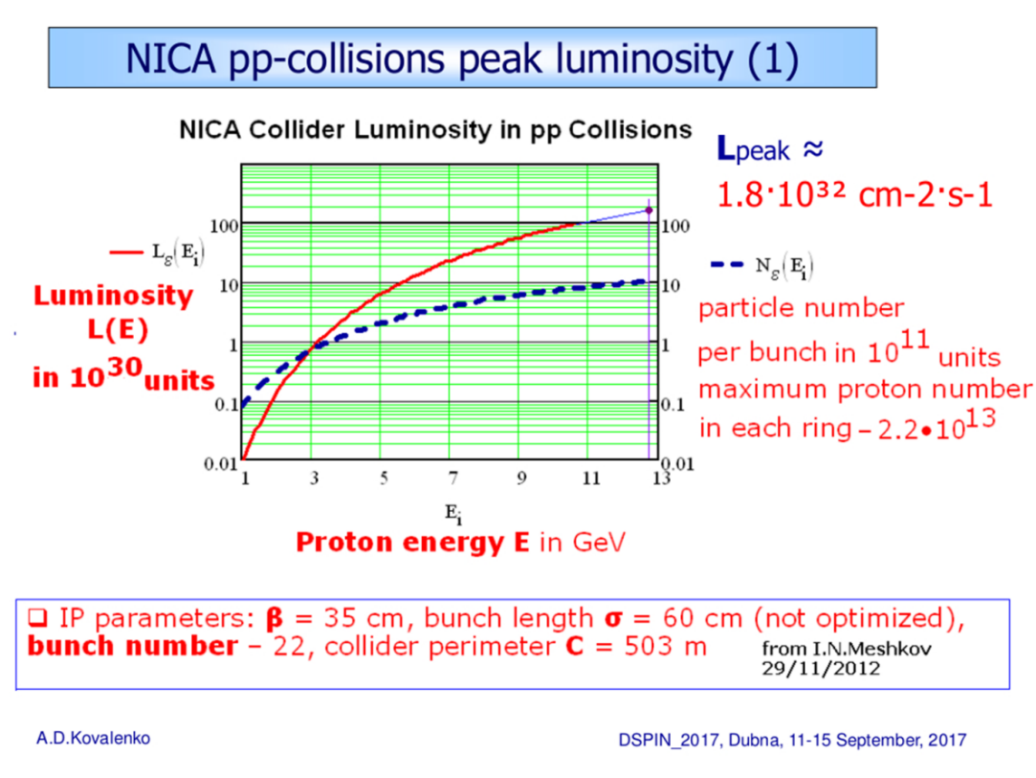 NICA pp-collisions peak luminosity (1)
NICA Collider Luminosity in pp Collisions
Lpeak ≈
1.8·10³² cm-2·s-1
100
10
1
0.1
0.01
100
10
1
0.1
0.01
1 3 5 7 9 11 13
Eᵢ
Lg(Eᵢ)
Luminosity
L(E)
in 10³⁰ units
Ng(Eᵢ)
particle number
per bunch in 10¹¹ units
maximum proton number
in each ring – 2.2•10¹³
Proton energy E in GeV
❑ IP parameters: β = 35 cm, bunch length σ = 60 cm (not optimized),
bunch number – 22, collider perimeter C = 503 m
from I.N.Meshkov
29/11/2012
A.D.Kovalenko
DSPIN_2017, Dubna, 11-15 September, 2017